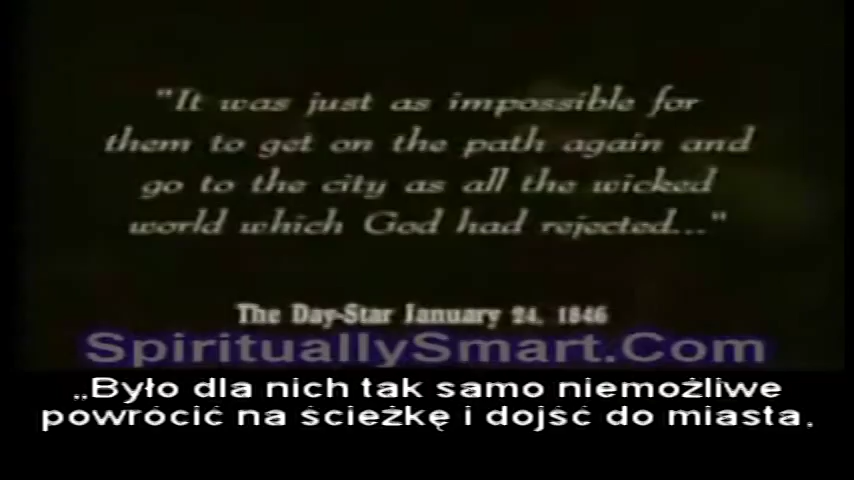 "It was just as impossible for
them to get on the path again and
go to the city as all the wicked
world which God had rejected..."
The Day-Star January 24, 1846
SpirituallySmart.Com
„Było dla nich tak samo niemożliwe
powrócić na ścieżkę i dojść do miasta,